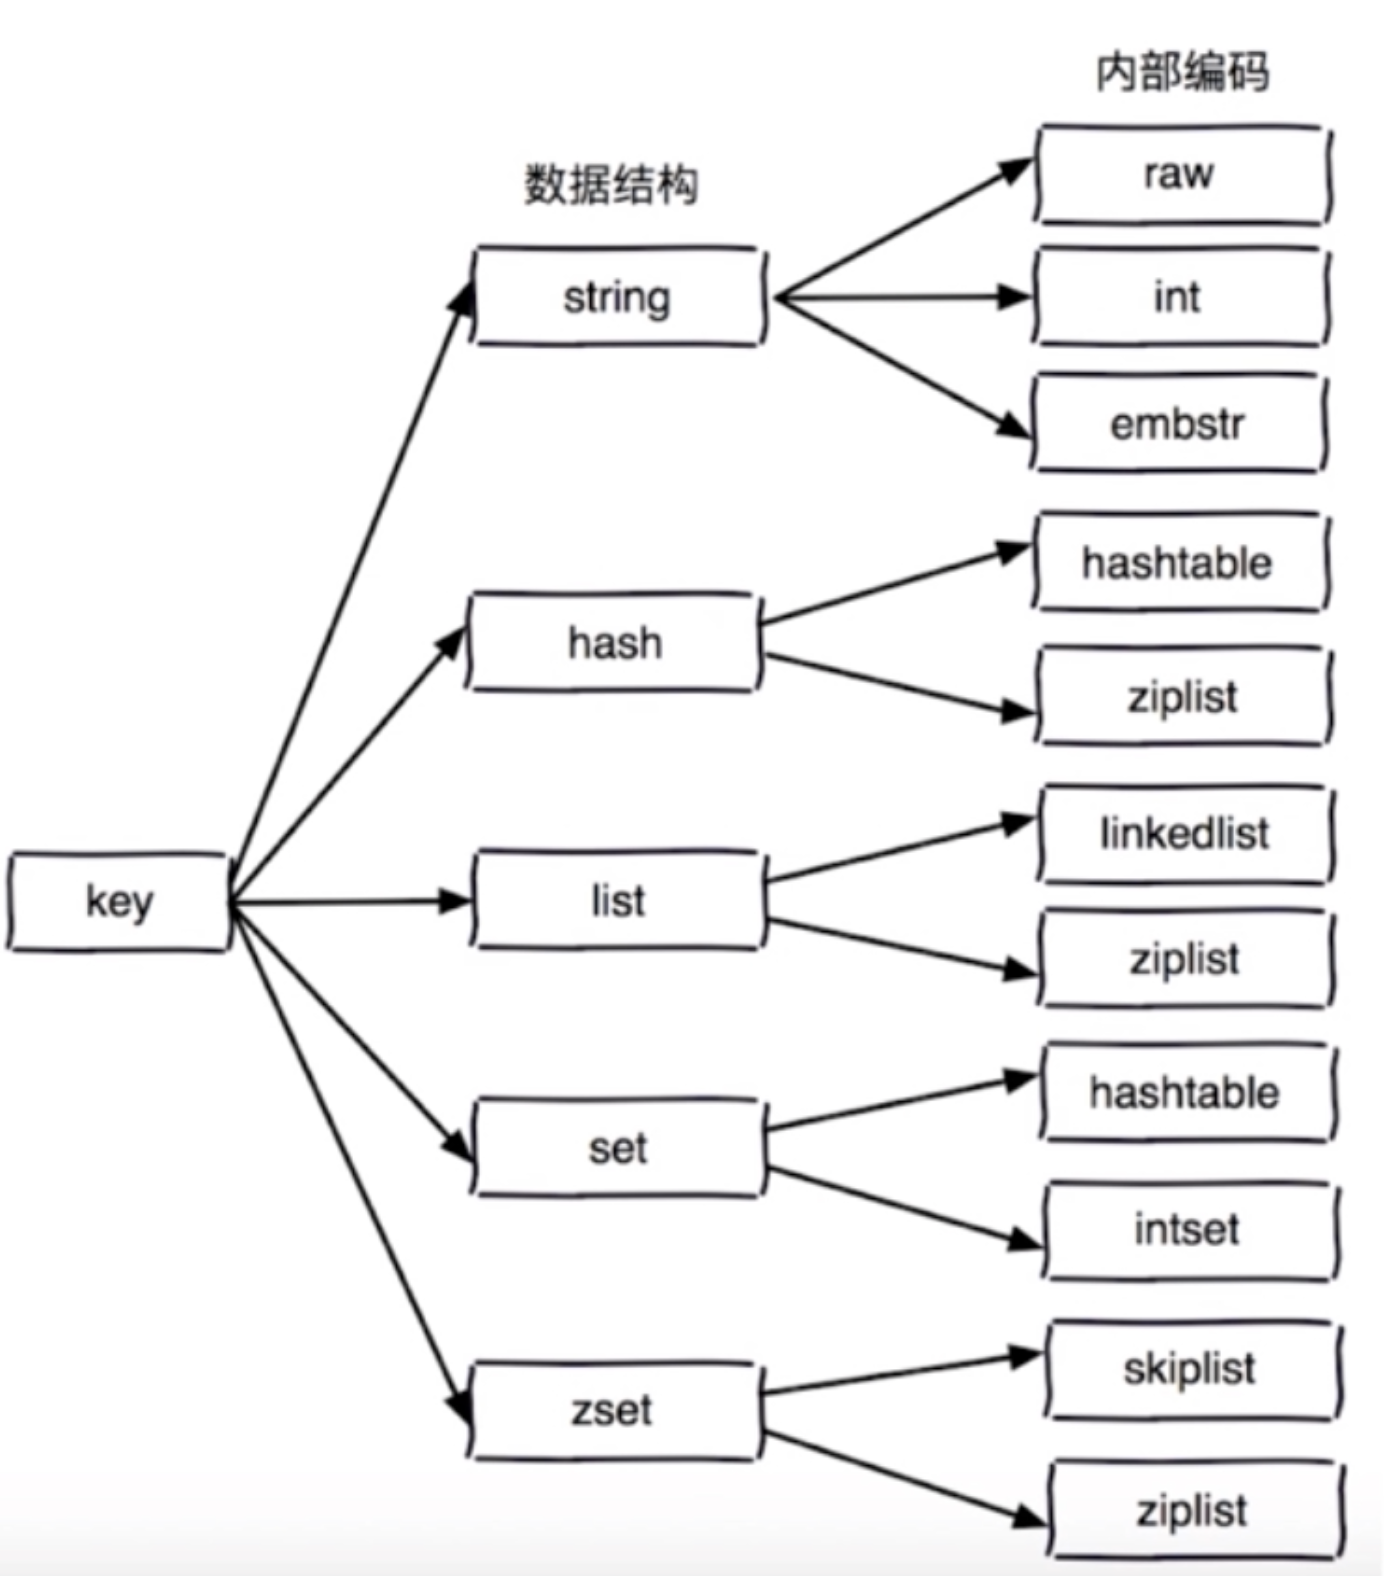 内部编码
数据结构
raw
string
int
embstr
hash
hashtable
ziplist
key
list
linkedlist
ziplist
set
hashtable
intset
zset
skiplist
ziplist